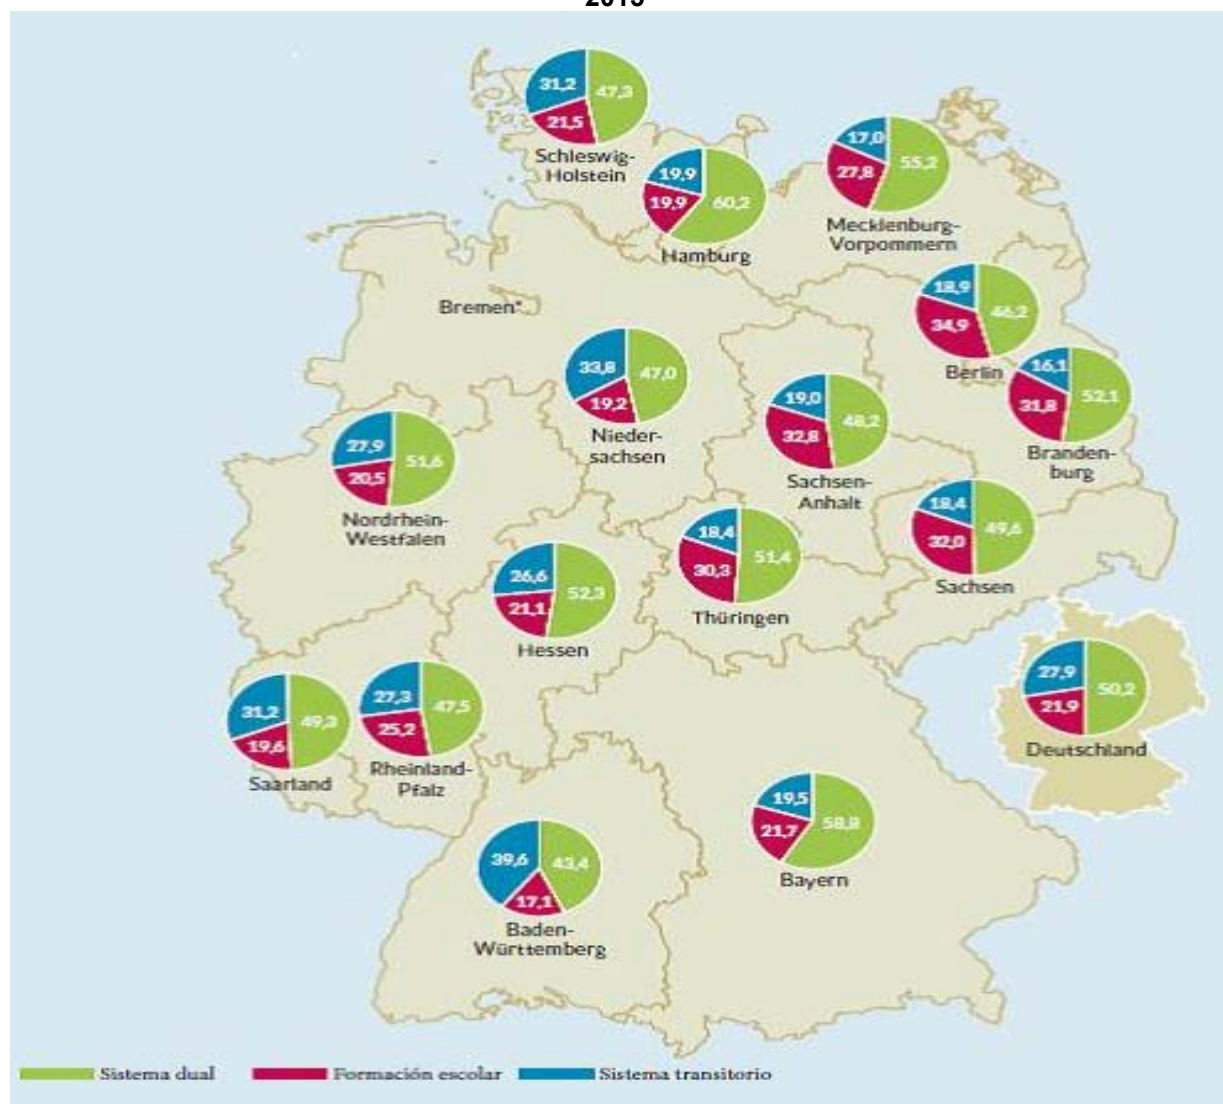 31,2
47,3
21,5
Schleswig-
Holstein
19,9
19,9
60,2
Hamburg
17,0
55,2
27,8
Mecklenburg-
Vorpommern
Bremen*
18,9
46,2
34,9
Berlin
33,8
47,0
19,2
Nieder-
sachsen
19,0
48,2
32,8
Sachsen-
Anhalt
16,1
52,1
31,8
Branden-
burg
27,9
51,6
20,5
Nordrhein-
Westfalen
18,4
49,6
32,0
Sachsen
18,4
51,4
30,3
Thüringen
26,6
52,3
21,1
Hessen
27,9
50,2
21,9
Deutschland
31,2
49,3
19,6
Saarland
27,3
47,5
25,2
Rheinland-
Pfalz
19,5
58,8
21,7
Bayern
39,6
43,4
17,1
Baden-
Württemberg
Sistema dual
Formación escolar
Sistema transitorio